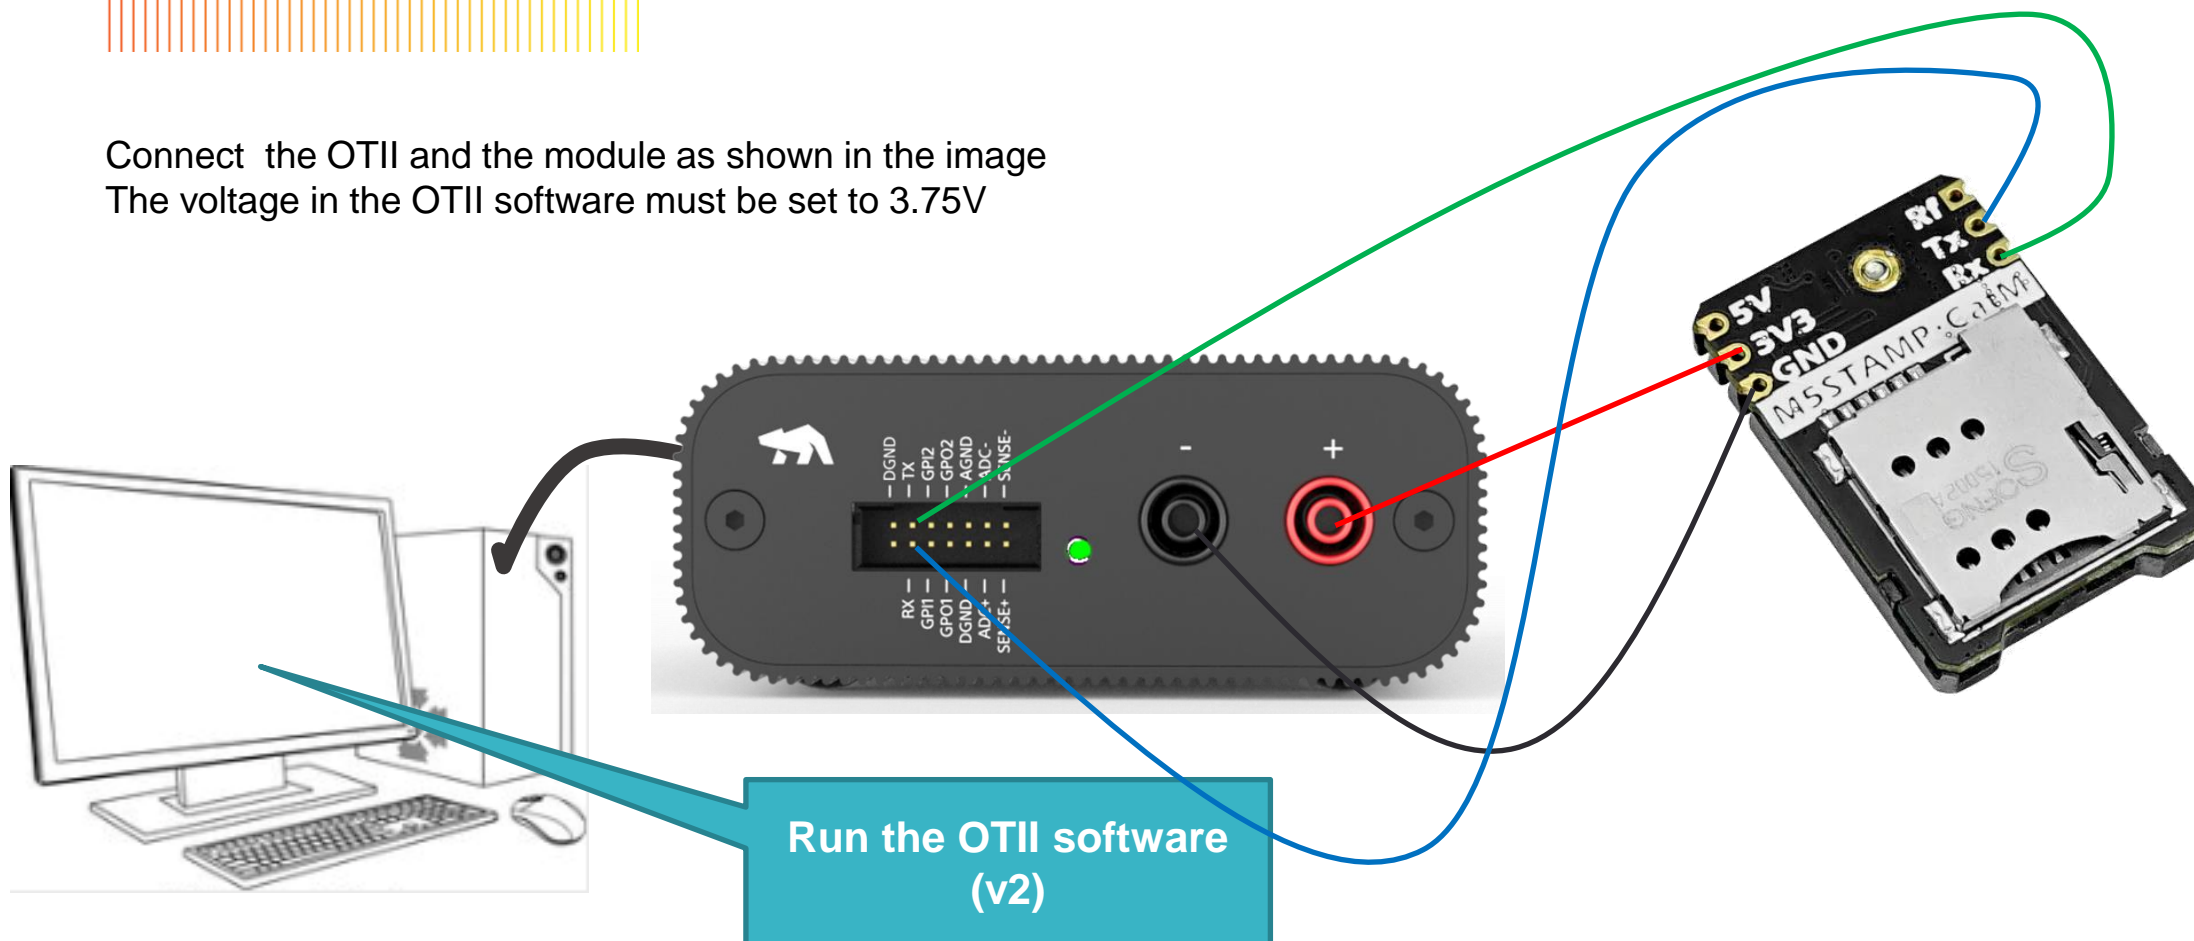 Connect  the OTII and the module as shown in the image
The voltage in the OTII software must be set to 3.75V
Rf
Tx
Rx
5V
3V3
GND
M5STAMP·CatM
DGND
TX
GPI2
GPO2
AGND
ADC-
SENSE-
-
+
RX
GPI1
GPO1
DGND
ADC+
SENSE+
Run the OTII software
(v2)